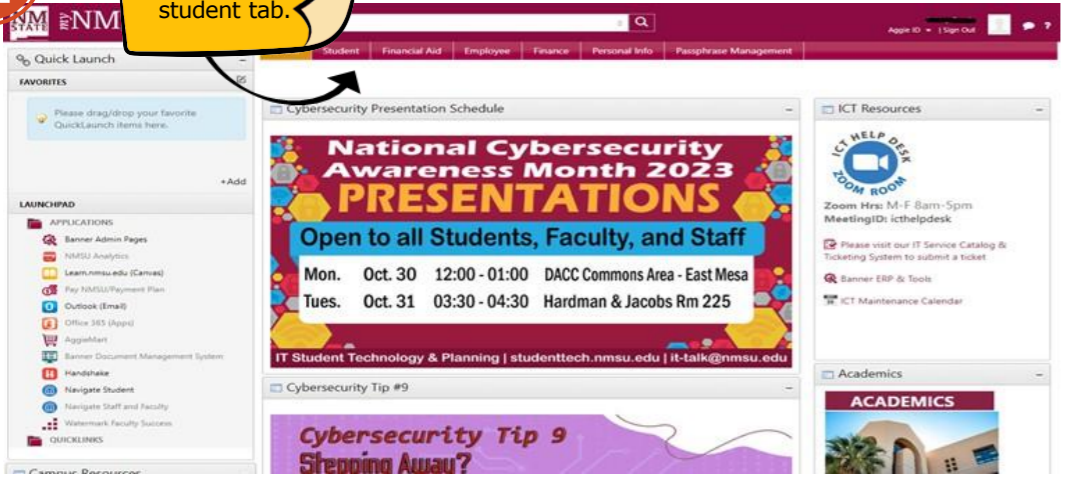 student tab.
NM
STATE
myNM
Aggie ID | Sign Out
?
Student Financial Aid Employee Finance Personal Info Passphrase Management
Quick Launch
FAVORITES
Please drag/drop your favorite
QuickLaunch items here.
+Add
LAUNCHPAD
APPLICATIONS
Banner Admin Pages
NMSU Analytics
Learn.nmsu.edu (Canvas)
Pay NMSU/Payment Plan
Outlook (Email)
Office 365 (Apps)
AggieMart
Banner Document Management System
Handshake
Navigate Student
Navigate Staff and Faculty
Watermark Faculty Success
QUICKLINKS
Campus Resources
Cybersecurity Presentation Schedule
National Cybersecurity
Awareness Month 2023
PRESENTATIONS
Open to all Students, Faculty, and Staff
Mon. Oct. 30 12:00 - 01:00 DACC Commons Area - East Mesa
Tues. Oct. 31 03:30 - 04:30 Hardman & Jacobs Rm 225
IT Student Technology & Planning | studenttech.nmsu.edu | it-talk@nmsu.edu
Cybersecurity Tip #9
Cybersecurity Tip 9
Stepping Away?
ICT Resources
ICT HELP DESK
ZOOM ROOM
Zoom Hrs: M-F 8am-5pm
MeetingID: icthelpdesk
Please visit our IT Service Catalog &
Ticketing System to submit a ticket
Banner ERP & Tools
ICT Maintenance Calendar
Academics
ACADEMICS